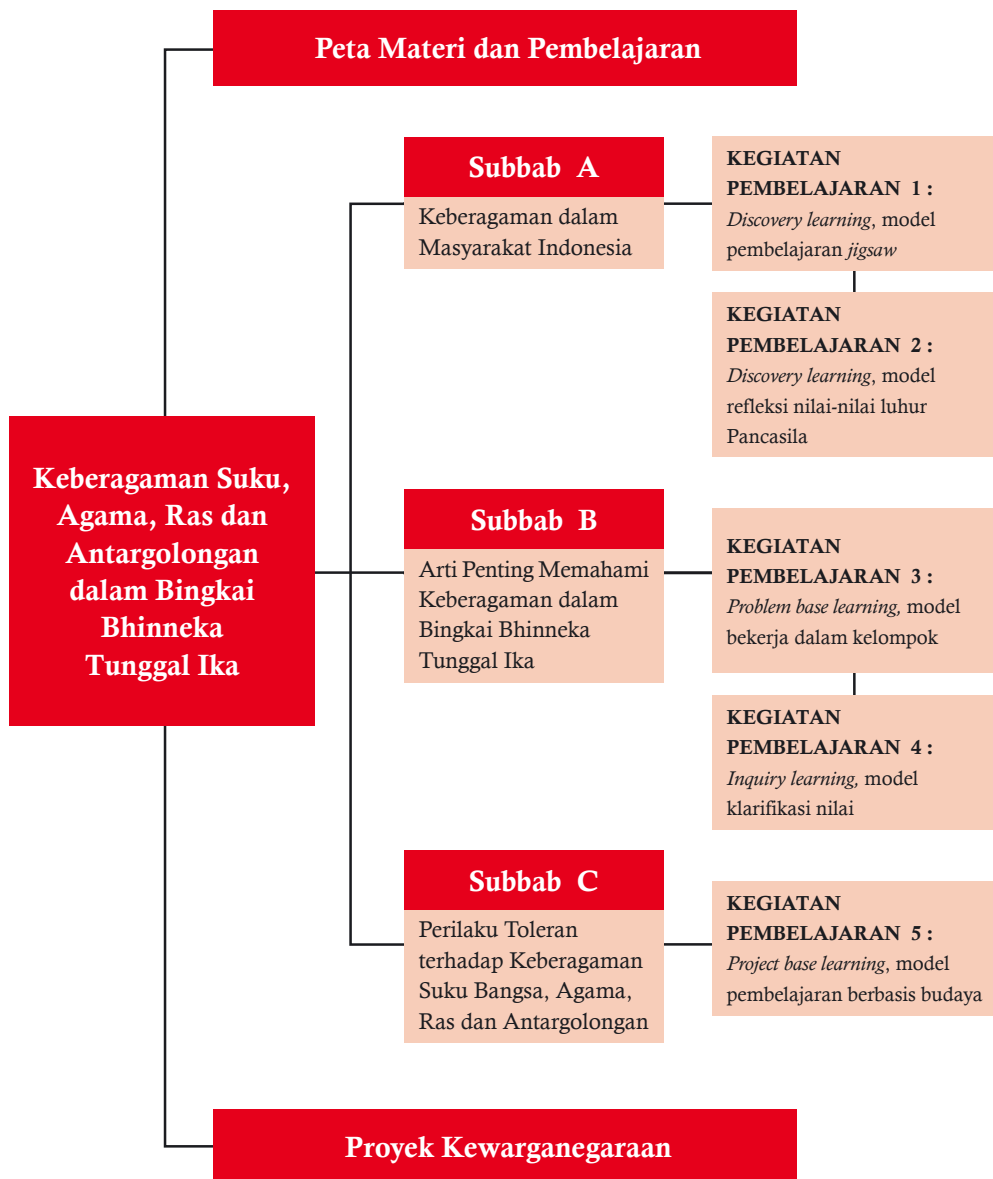 Peta Materi dan Pembelajaran
Keberagaman Suku,
Agama, Ras dan
Antargolongan
dalam Bingkai
Bhinneka
Tunggal Ika
Subbab A
Keberagaman dalam
Masyarakat Indonesia
KEGIATAN
PEMBELAJARAN 1 :
Discovery learning, model
pembelajaran jigsaw
KEGIATAN
PEMBELAJARAN 2 :
Discovery learning, model
refleksi nilai-nilai luhur
Pancasila
Subbab B
Arti Penting Memahami
Keberagaman dalam
Bingkai Bhinneka
Tunggal Ika
KEGIATAN
PEMBELAJARAN 3 :
Problem base learning, model
bekerja dalam kelompok
KEGIATAN
PEMBELAJARAN 4 :
Inquiry learning, model
klarifikasi nilai
Subbab C
Perilaku Toleran
terhadap Keberagaman
Suku Bangsa, Agama,
Ras dan Antargolongan
KEGIATAN
PEMBELAJARAN 5 :
Project base learning, model
pembelajaran berbasis budaya
Proyek Kewarganegaraan